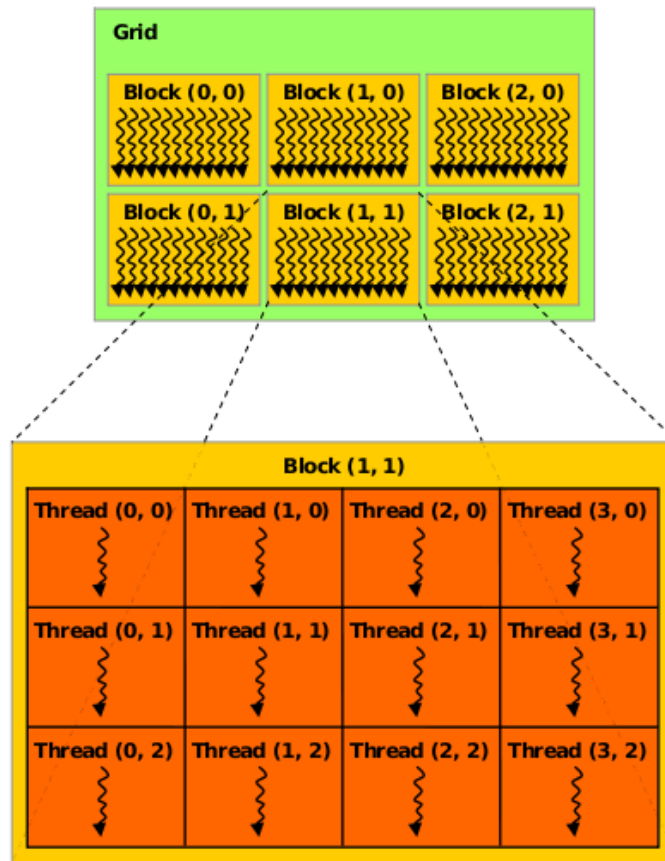 Grid
Block (0, 0) Block (1, 0) Block (2, 0)
Block (0, 1) Block (1, 1) Block (2, 1)
Block (1, 1)
Thread (0, 0) Thread (1, 0) Thread (2, 0) Thread (3, 0)
Thread (0, 1) Thread (1, 1) Thread (2, 1) Thread (3, 1)
Thread (0, 2) Thread (1, 2) Thread (2, 2) Thread (3, 2)